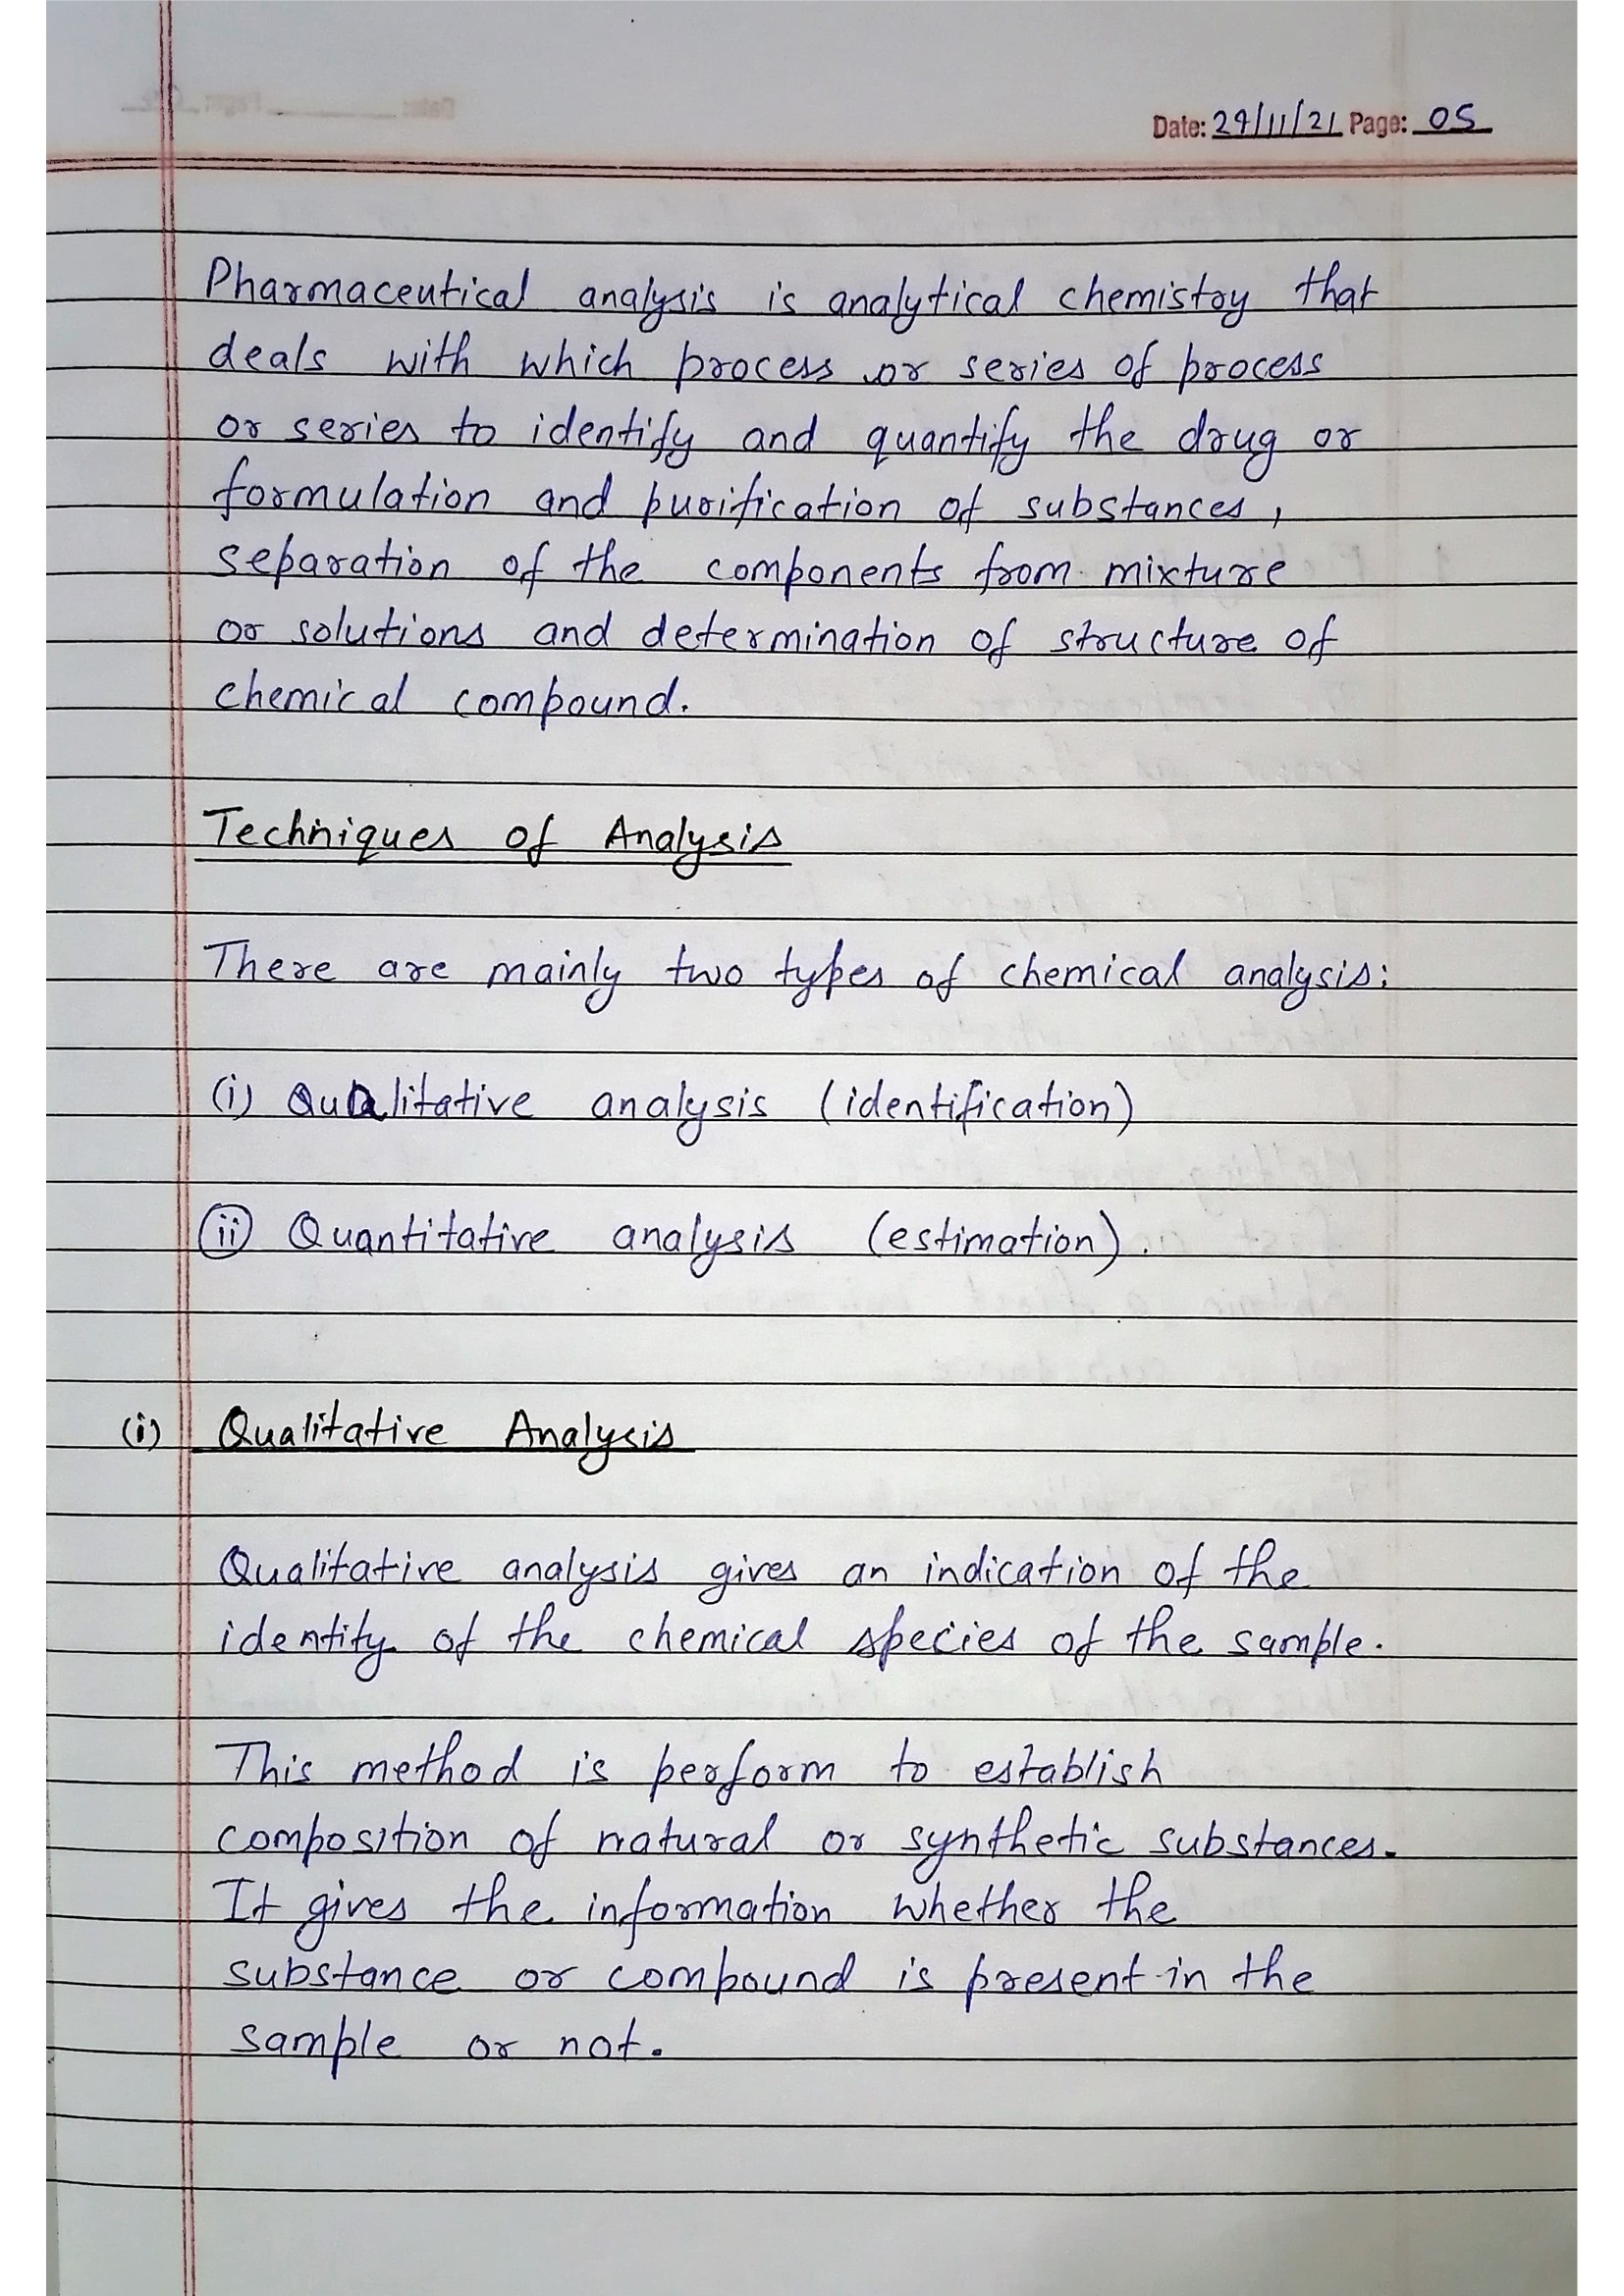 Date: 29/11/21 Page: 05
Pharmaceutical analysis is analytical chemistry that
deals with which process or series of process
or series to identify and quantify the drug or
formulation and purification of substances,
separation of the components from mixture
or solutions and determination of structure of
chemical compound.
Techniques of Analysis
There are mainly two types of chemical analysis:
(i) Qualitative analysis (identification)
(ii) Quantitative analysis (estimation).
(i) Qualitative Analysis
Qualitative analysis gives an indication of the
identity of the chemical species of the sample.
This method is perform to establish
composition of natural or synthetic substances.
It gives the information whether the
substance or compound is present in the
sample or not.